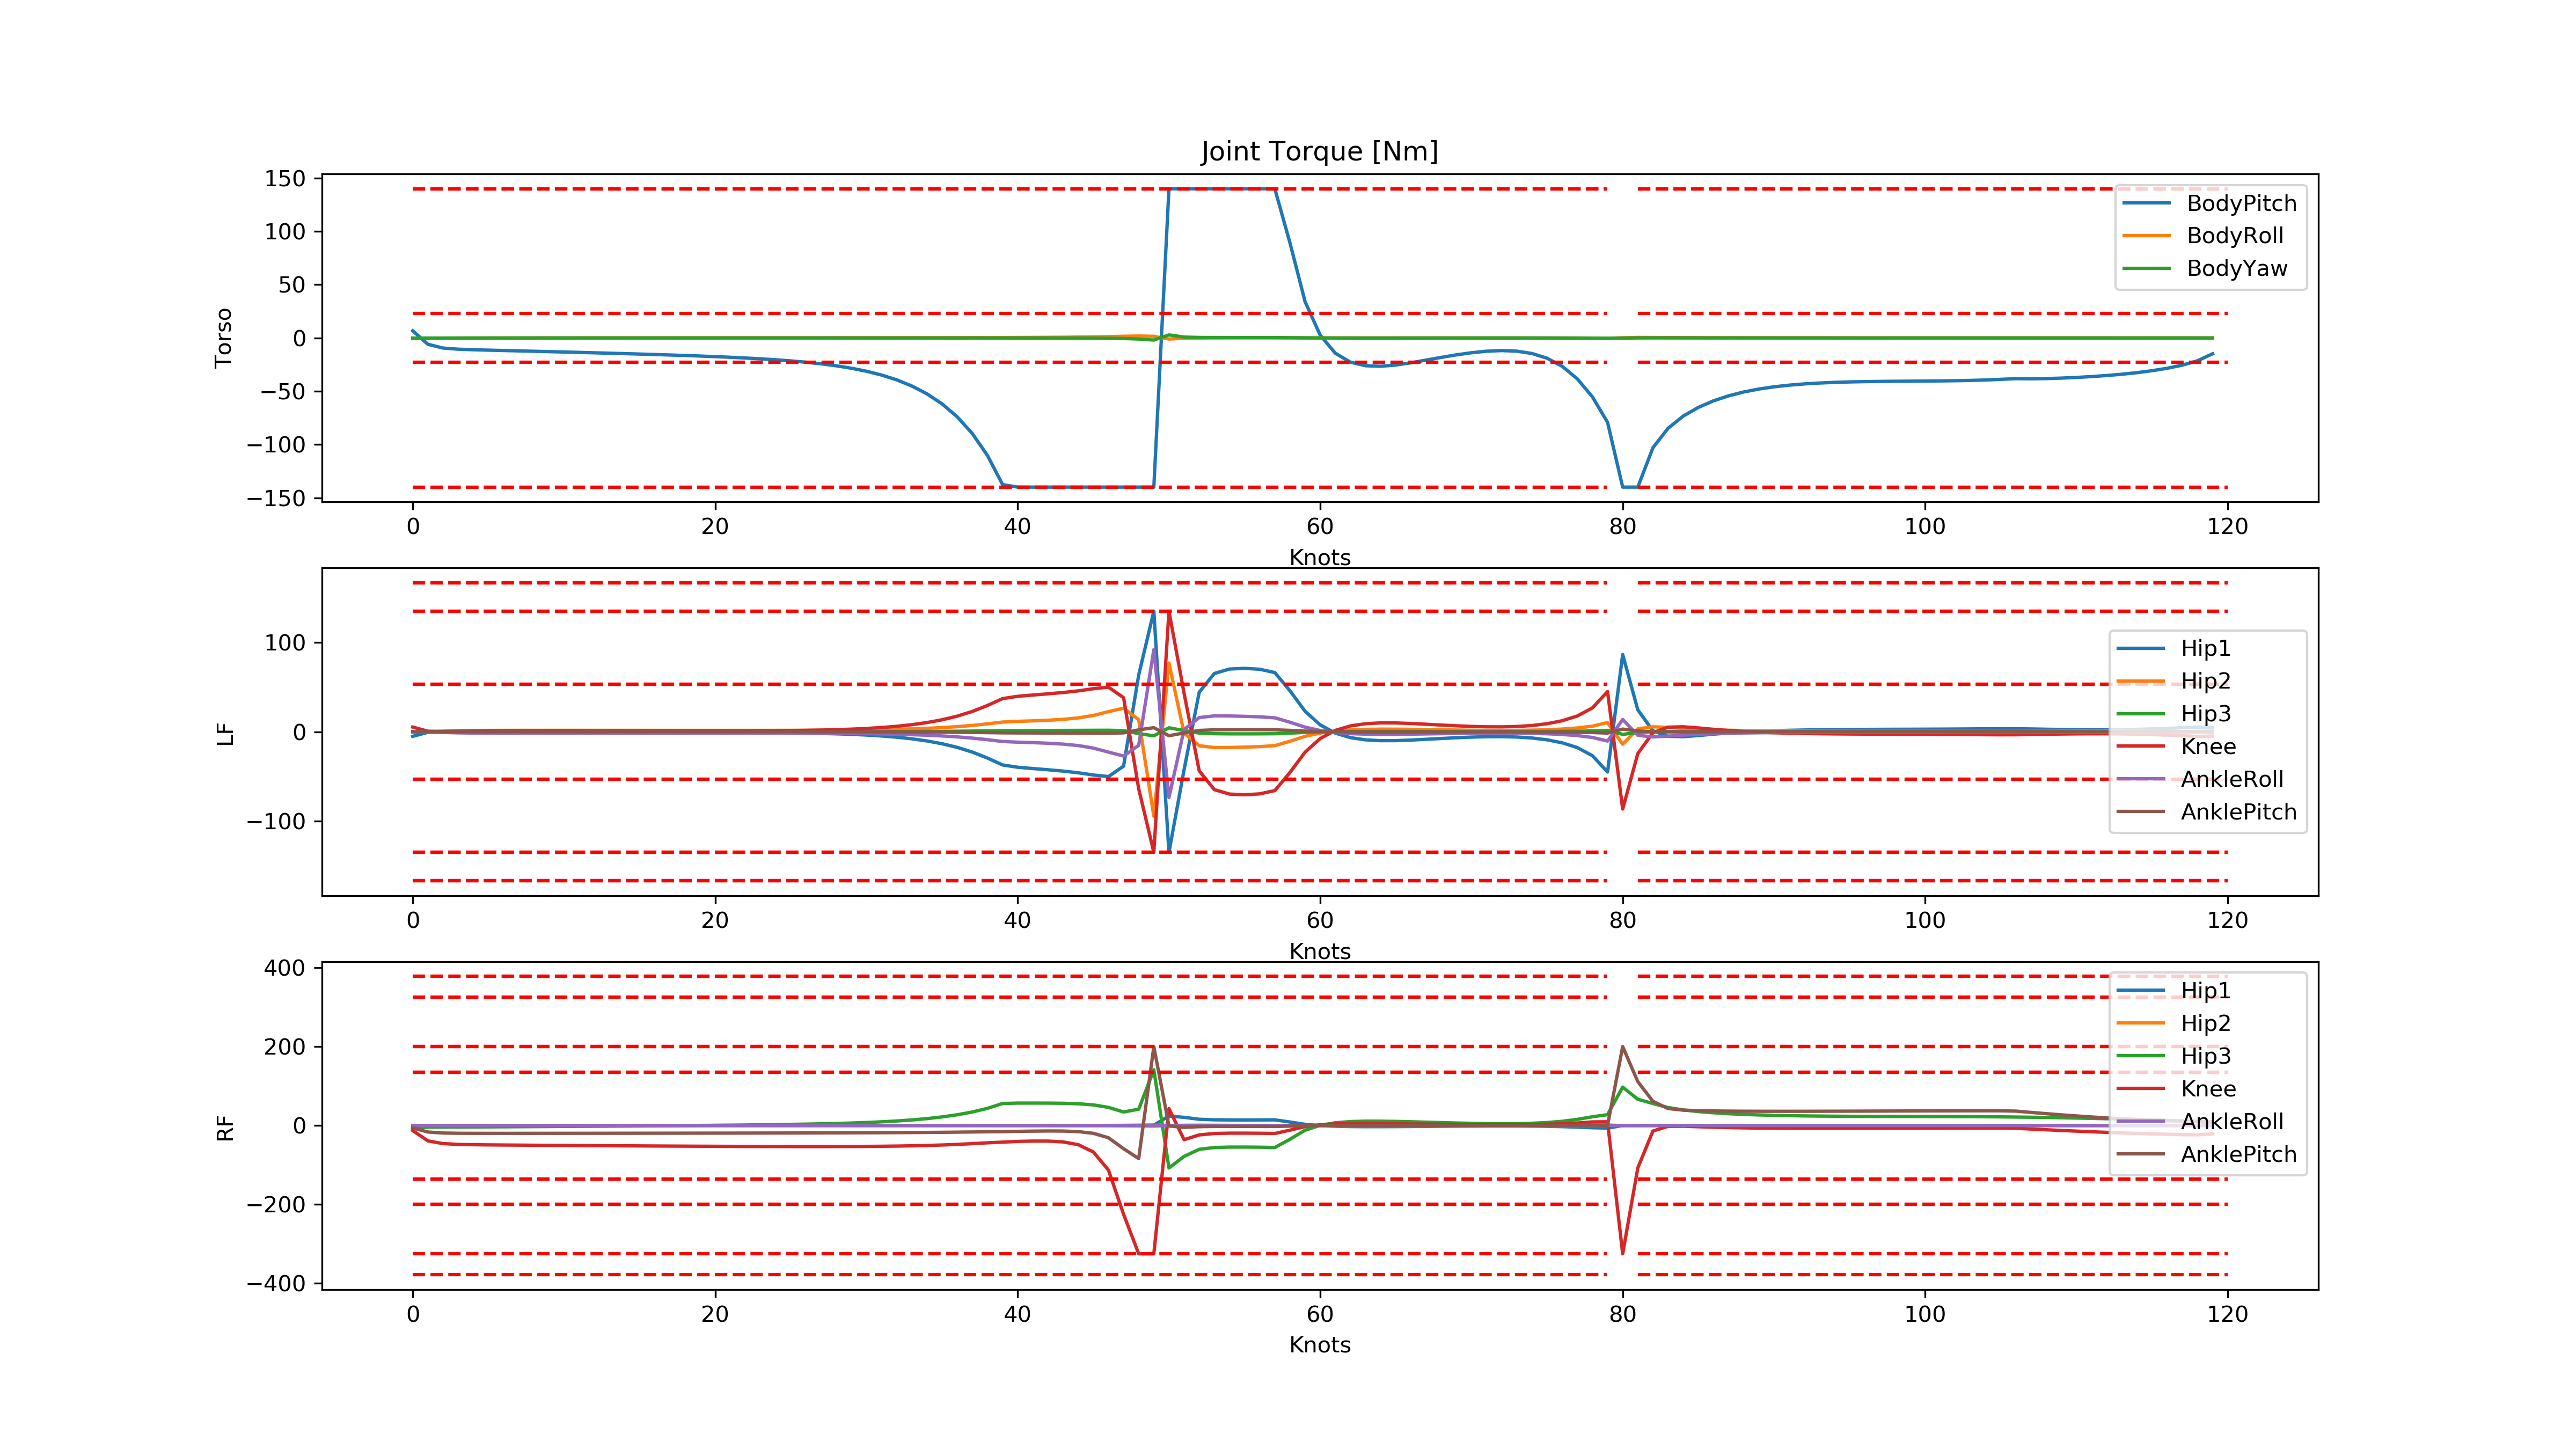 Joint Torque [Nm]
Torso
150
100
50
0
−50
−100
−150
BodyPitch
BodyRoll
BodyYaw
0 20 40 60 80 100 120
Knots
LF
100
0
−100
Hip1
Hip2
Hip3
Knee
AnkleRoll
AnklePitch
0 20 40 60 80 100 120
Knots
RF
400
200
0
−200
−400
Hip1
Hip2
Hip3
Knee
AnkleRoll
AnklePitch
0 20 40 60 80 100 120
Knots